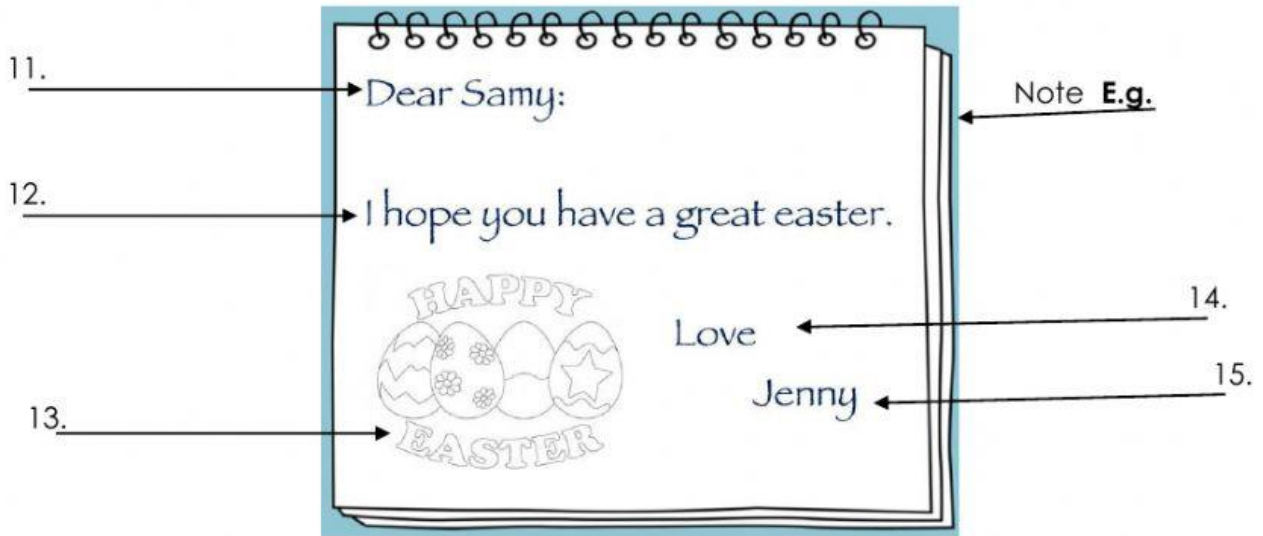 11.
Dear Samy:
Note E.g.
12.
I hope you have a great easter.
HAPPY
EASTER
13.
14.
Love
15.
Jenny